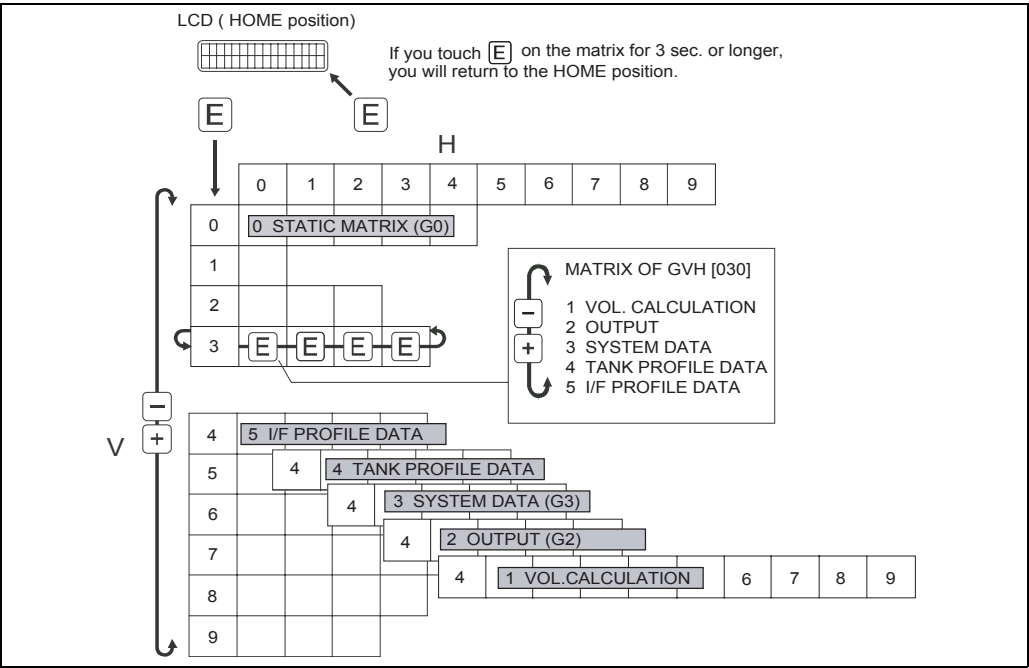 LCD ( HOME position)
If you touch E on the matrix for 3 sec. or longer,
you will return to the HOME position.
E
E
H
0 1 2 3 4 5 6 7 8 9
0 0 STATIC MATRIX (G0)
1
2
3 E E E E
MATRIX OF GVH [030]
1 VOL. CALCULATION
2 OUTPUT
3 SYSTEM DATA
4 TANK PROFILE DATA
5 I/F PROFILE DATA
−
+
−
+
V
4 5 I/F PROFILE DATA
5 4 4 TANK PROFILE DATA
6 4 3 SYSTEM DATA (G3)
7 4 2 OUTPUT (G2)
4 1 VOL.CALCULATION 6 7 8 9
8
9